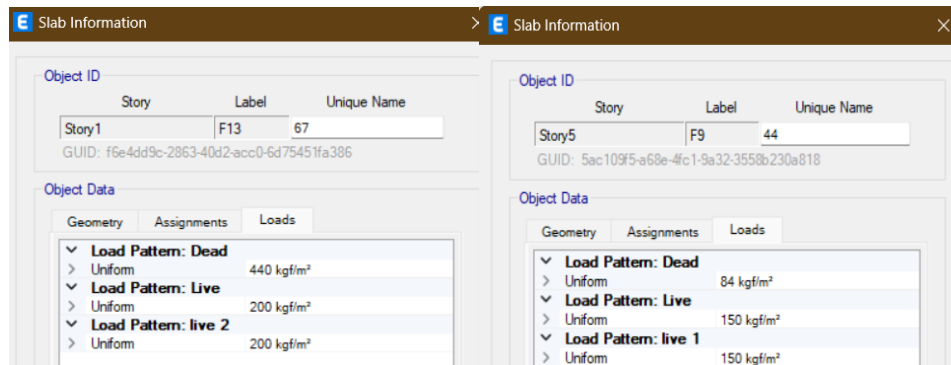 E Slab Information
Object ID
Story Label Unique Name
Story1 F13 67
GUID: f6e4dd9c-2863-40d2-acc0-6d75451fa386
Object Data
Geometry Assignments Loads
Load Pattern: Dead
Uniform 440 kgf/m²
Load Pattern: Live
Uniform 200 kgf/m²
Load Pattern: live 2
Uniform 200 kgf/m²
E Slab Information
Object ID
Story Label Unique Name
Story5 F9 44
GUID: 5ac109f5-a68e-4fc1-9a32-3558b230a818
Object Data
Geometry Assignments Loads
Load Pattern: Dead
Uniform 84 kgf/m²
Load Pattern: Live
Uniform 150 kgf/m²
Load Pattern: live 1
Uniform 150 kgf/m²